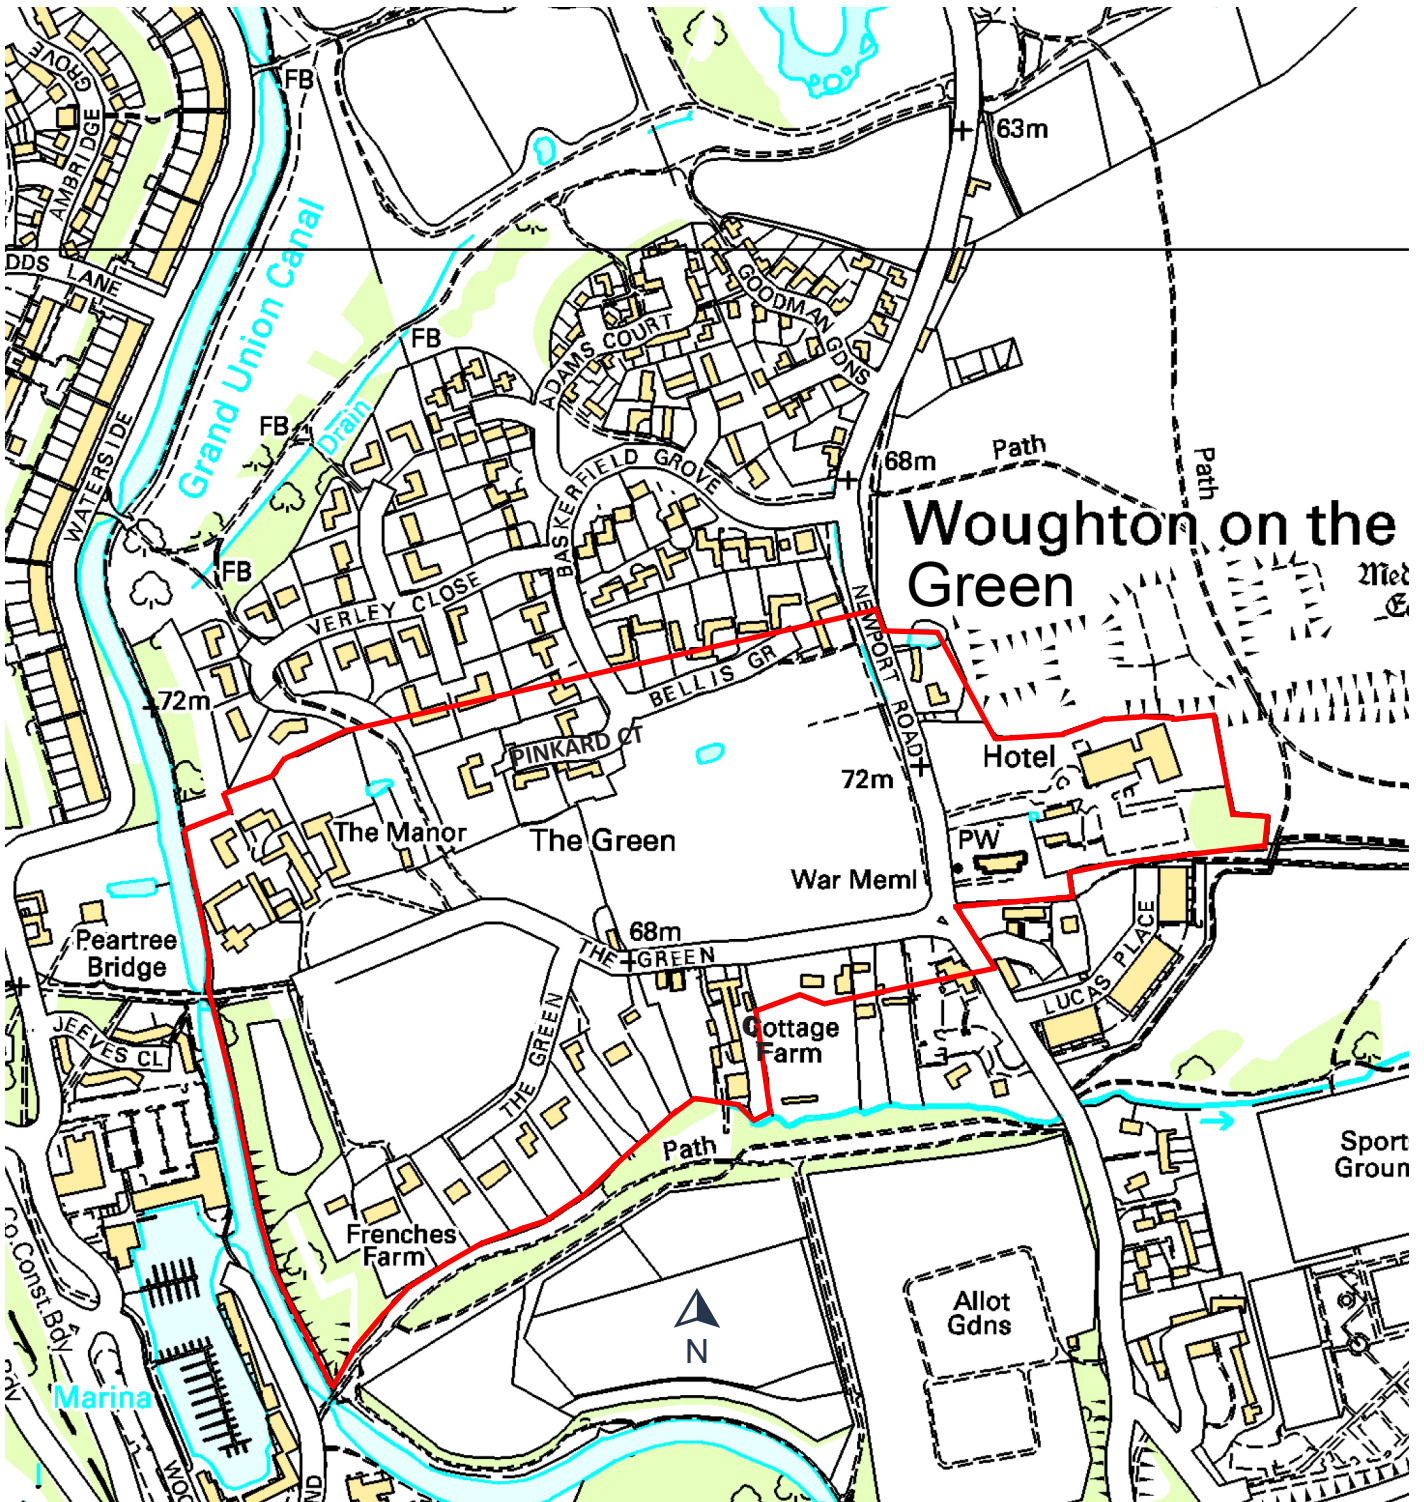 FB
AMBRIDGE
GROVE
63m
Grand Union Canal
DDS LANE
GOODMAN GDNS
ADAMS COURT
FB
FB
Drain
WATERSIDE
68m
Path
Path
BASKERFIELD GROVE
Woughton on the
Green
Med
FB
VERLEY CLOSE
NEWPORT ROAD
BELLIS GR
72m
PINKARD CT
Hotel
72m
The Manor
The Green
PW
War Meml
68m
THE GREEN
Peartree
Bridge
LUCAS PLACE
THE GREEN
JEEVES CL
Cottage
Farm
Path
Sport
Groun
Frenches
Farm
Co Const Bdy
Allot
Gdns
N
Marina
WOO
ND